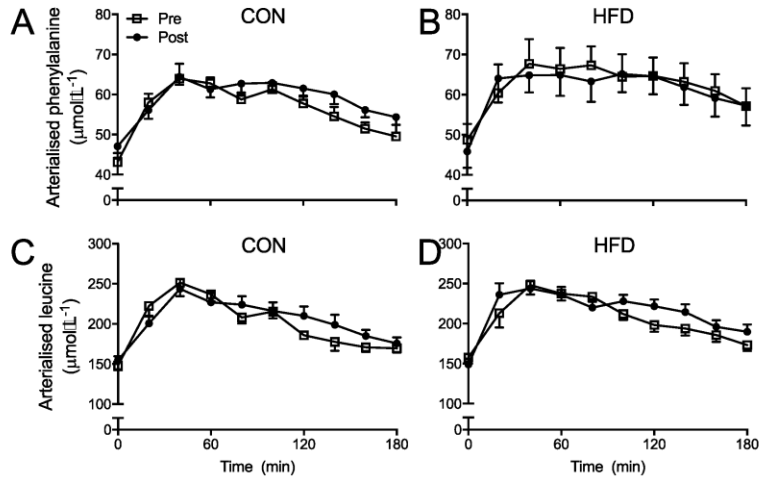 A
CON
Pre
Post
Arterialised phenylalanine
(μmol·L-1)
80
70
60
50
40
0
B
HFD
80
70
60
50
40
0
C
CON
Arterialised leucine
(μmol·L-1)
300
250
200
150
100
0
0
60
120
180
Time (min)
D
HFD
300
250
200
150
100
0
0
60
120
180
Time (min)